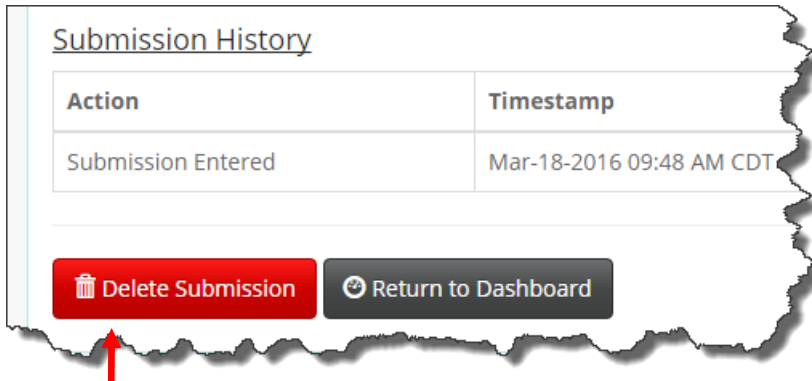 Submission History
Action Timestamp
Submission Entered Mar-18-2016 09:48 AM CDT
Delete Submission Return to Dashboard